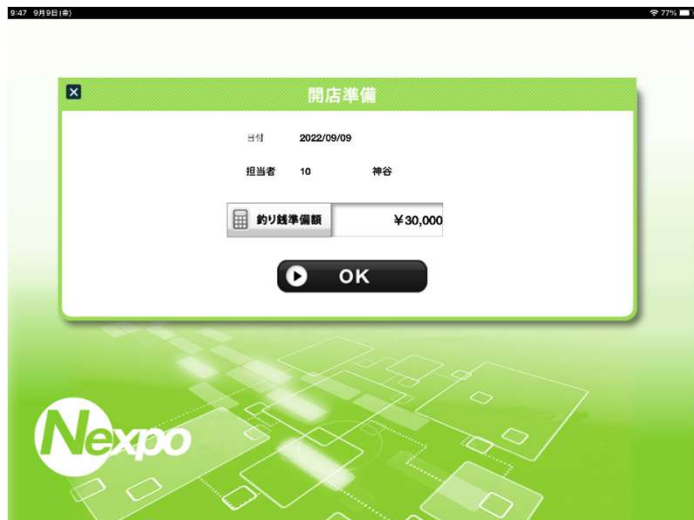 9:47 9月9日(金)
77%
開店準備
日付 2022/09/09
担当者 10 神谷
釣り銭準備額 ¥30,000
OK
Nexpo